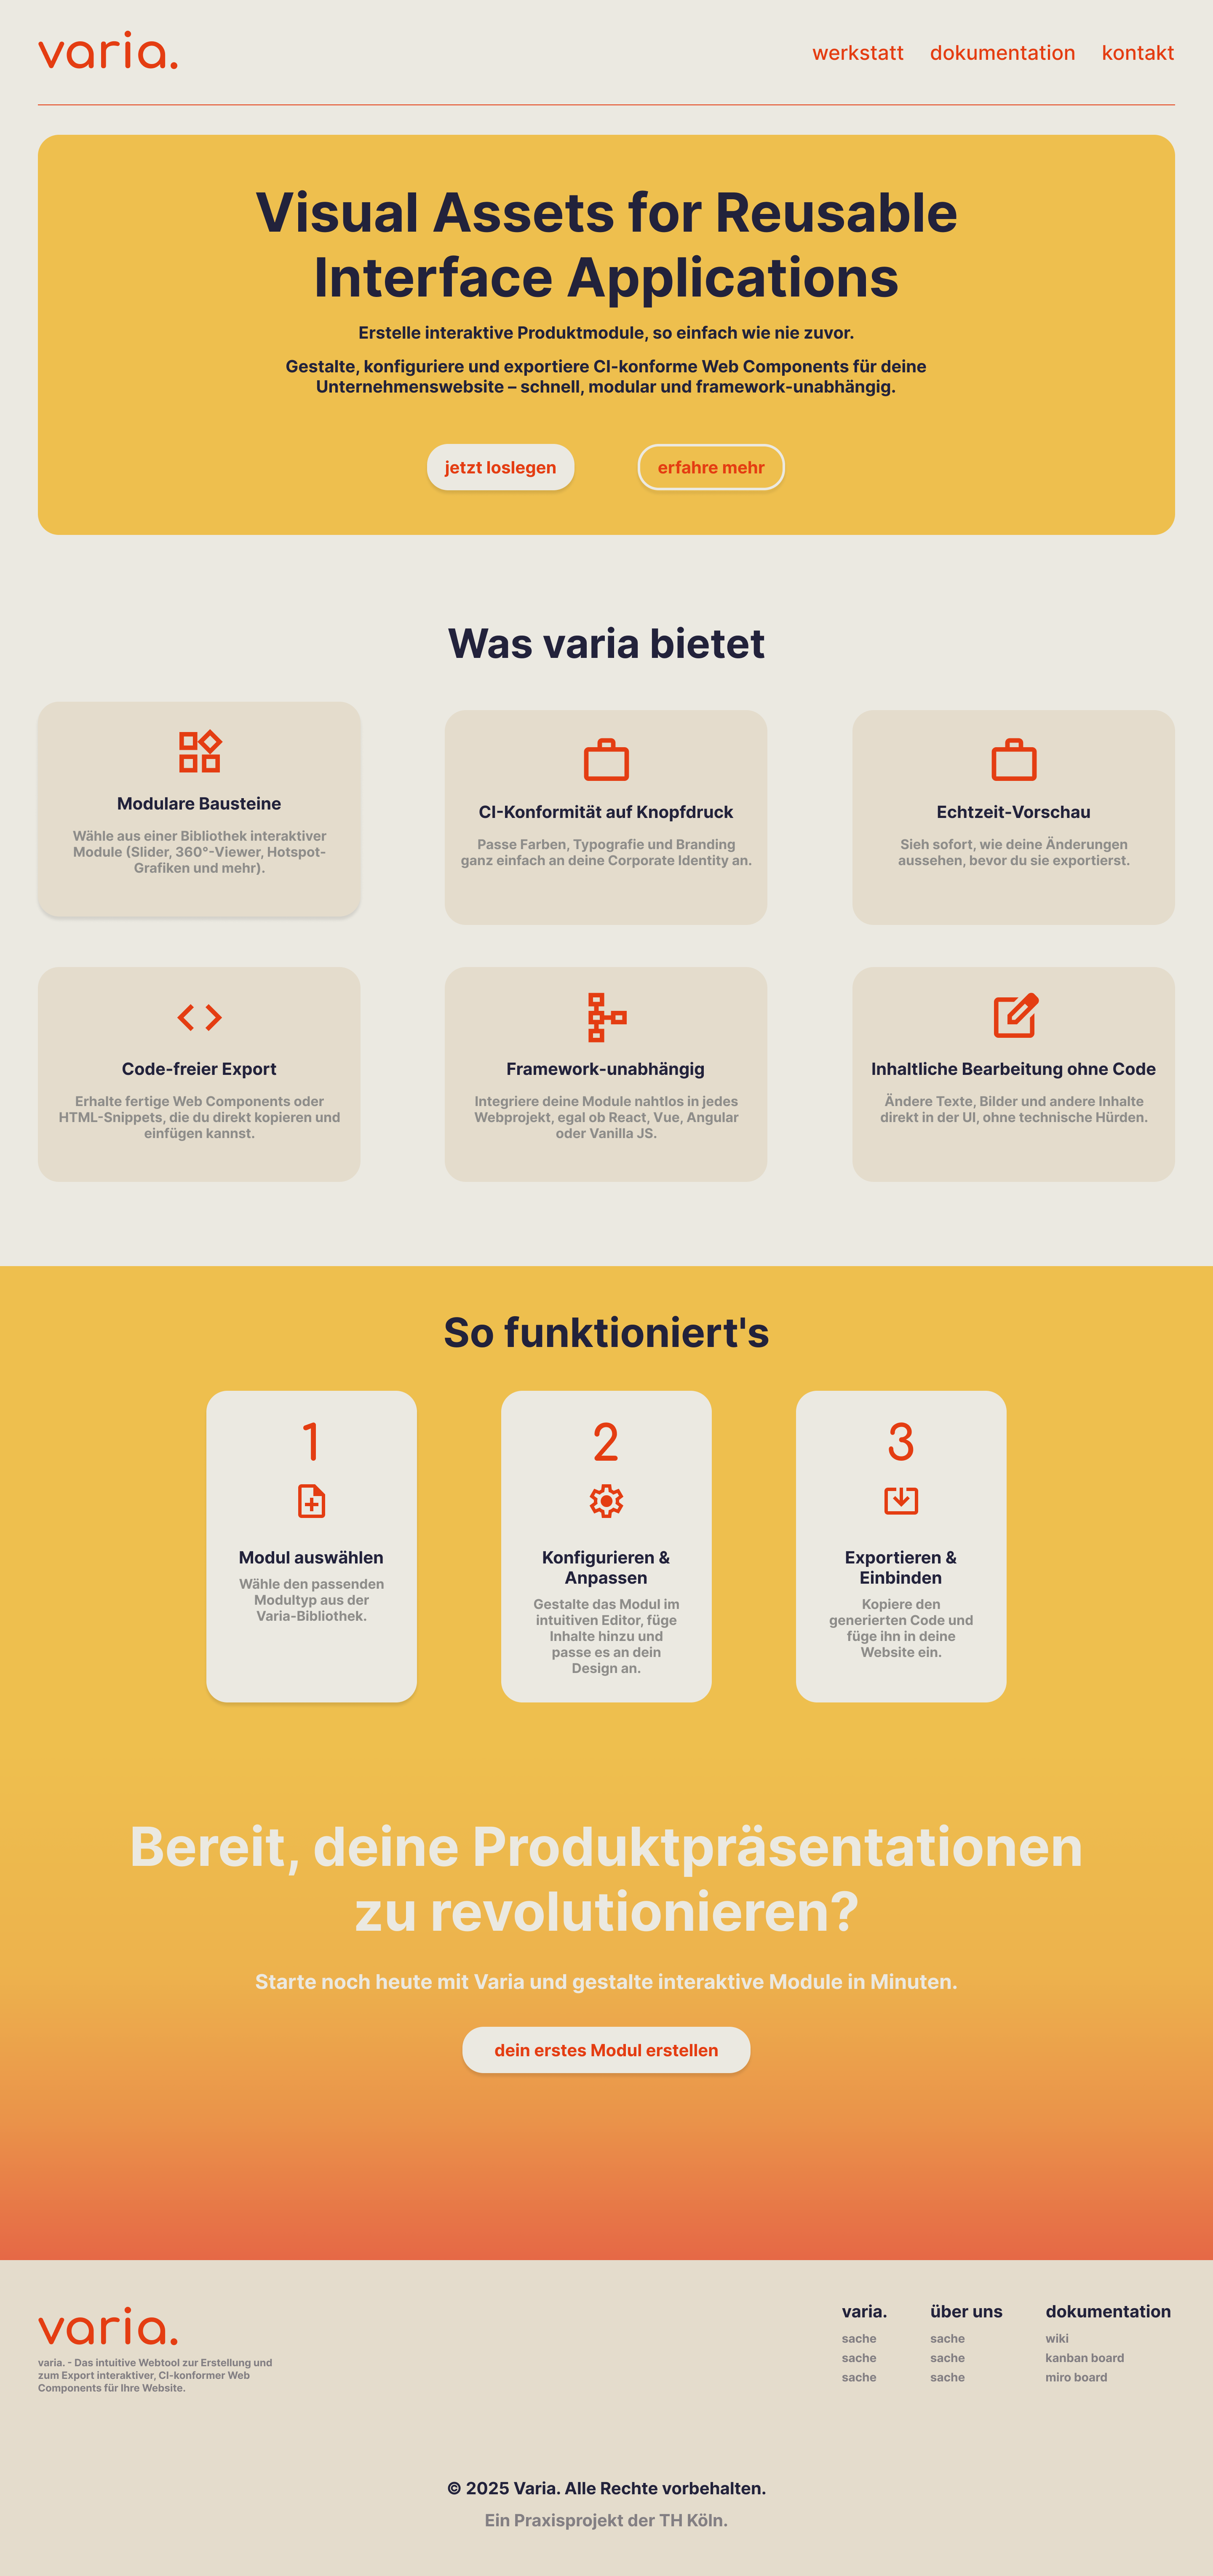 varia.
werkstatt dokumentation kontakt
Visual Assets for Reusable
Interface Applications
Erstelle interaktive Produktmodule, so einfach wie nie zuvor.
Gestalte, konfiguriere und exportiere CI-konforme Web Components für deine
Unternehmenswebsite – schnell, modular und framework-unabhängig.
jetzt loslegen
erfahre mehr
Was varia bietet
Modulare Bausteine
Wähle aus einer Bibliothek interaktiver
Module (Slider, 360°-Viewer, Hotspot-
Grafiken und mehr).
CI-Konformität auf Knopfdruck
Passe Farben, Typografie und Branding
ganz einfach an deine Corporate Identity an.
Echtzeit-Vorschau
Sieh sofort, wie deine Änderungen
aussehen, bevor du sie exportierst.
Code-freier Export
Erhalte fertige Web Components oder
HTML-Snippets, die du direkt kopieren und
einfügen kannst.
Framework-unabhängig
Integriere deine Module nahtlos in jedes
Webprojekt, egal ob React, Vue, Angular
oder Vanilla JS.
Inhaltliche Bearbeitung ohne Code
Ändere Texte, Bilder und andere Inhalte
direkt in der UI, ohne technische Hürden.
So funktioniert's
1
Modul auswählen
Wähle den passenden
Modultyp aus der
Varia-Bibliothek.
2
Konfigurieren &
Anpassen
Gestalte das Modul im
intuitiven Editor, füge
Inhalte hinzu und
passe es an dein
Design an.
3
Exportieren &
Einbinden
Kopiere den
generierten Code und
füge ihn in deine
Website ein.
Bereit, deine Produktpräsentationen
zu revolutionieren?
Starte noch heute mit Varia und gestalte interaktive Module in Minuten.
dein erstes Modul erstellen
varia.
varia. - Das intuitive Webtool zur Erstellung und
zum Export interaktiver, CI-konformer Web
Components für Ihre Website.
varia.
sache
sache
sache
über uns
sache
sache
sache
dokumentation
wiki
kanban board
miro board
© 2025 Varia. Alle Rechte vorbehalten.
Ein Praxisprojekt der TH Köln.